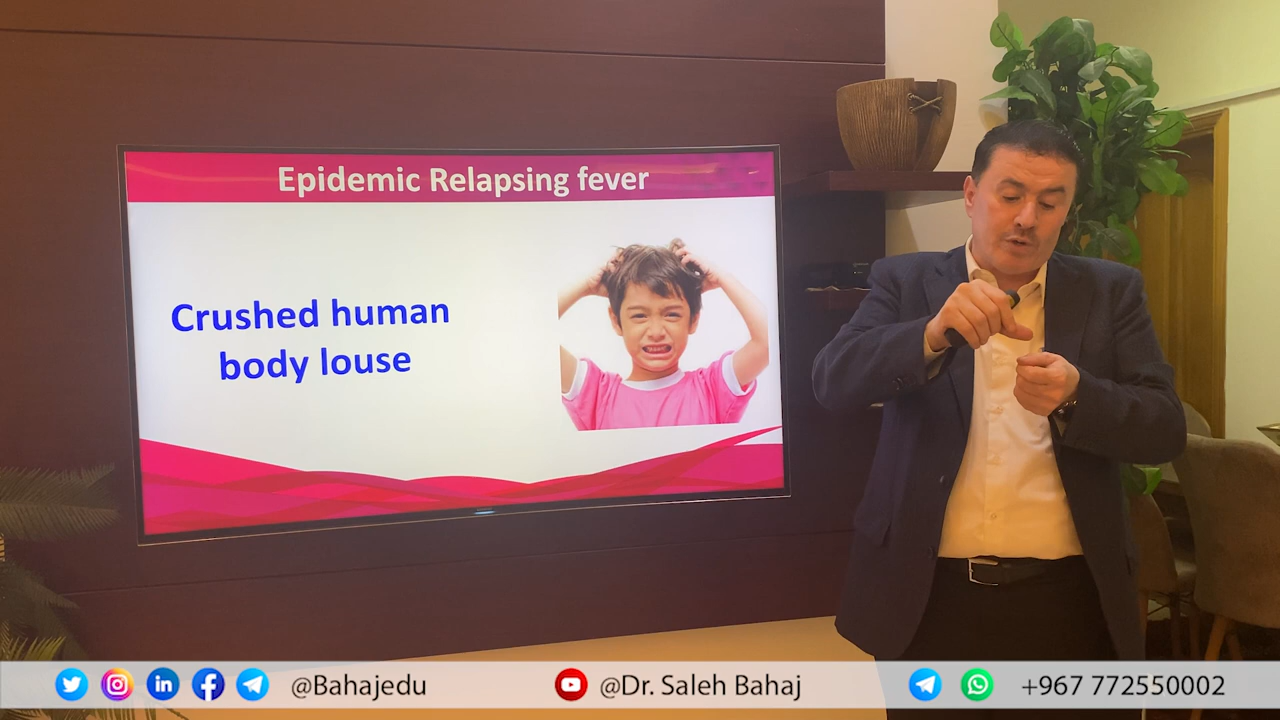 Epidemic Relapsing fever
Crushed human
body louse
@Bahajedu
@Dr. Saleh Bahaj
+967 772550002